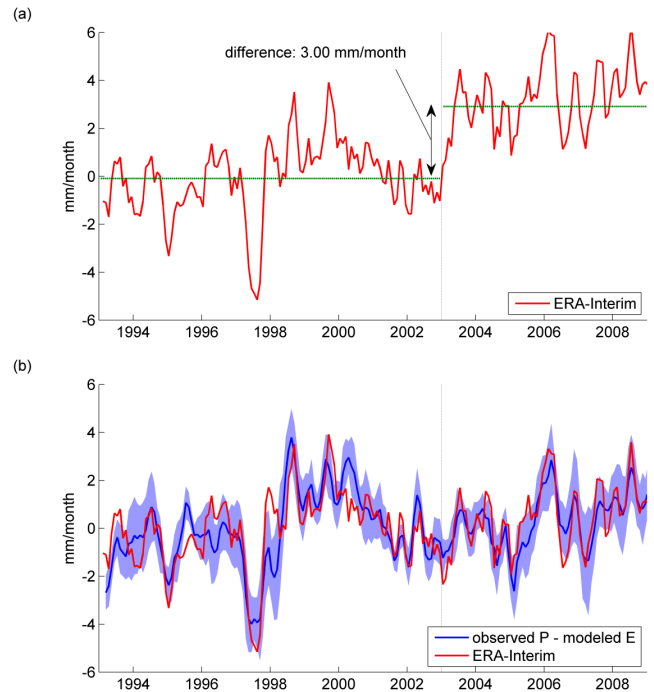 (a)
difference: 3.00 mm/month
6
4
2
0
-2
-4
-6
mm/month
ERA-Interim
1994 1996 1998 2000 2002 2004 2006 2008
(b)
6
4
2
0
-2
-4
-6
mm/month
observed P - modeled E
ERA-Interim
1994 1996 1998 2000 2002 2004 2006 2008